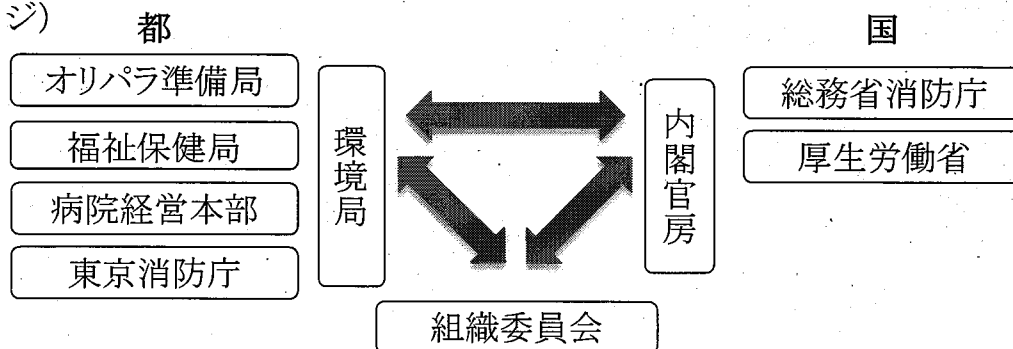 ジ)
都
国
オリパラ準備局
福祉保健局
病院経営本部
東京消防庁
環境局
内閣官房
総務省消防庁
厚生労働省
組織委員会